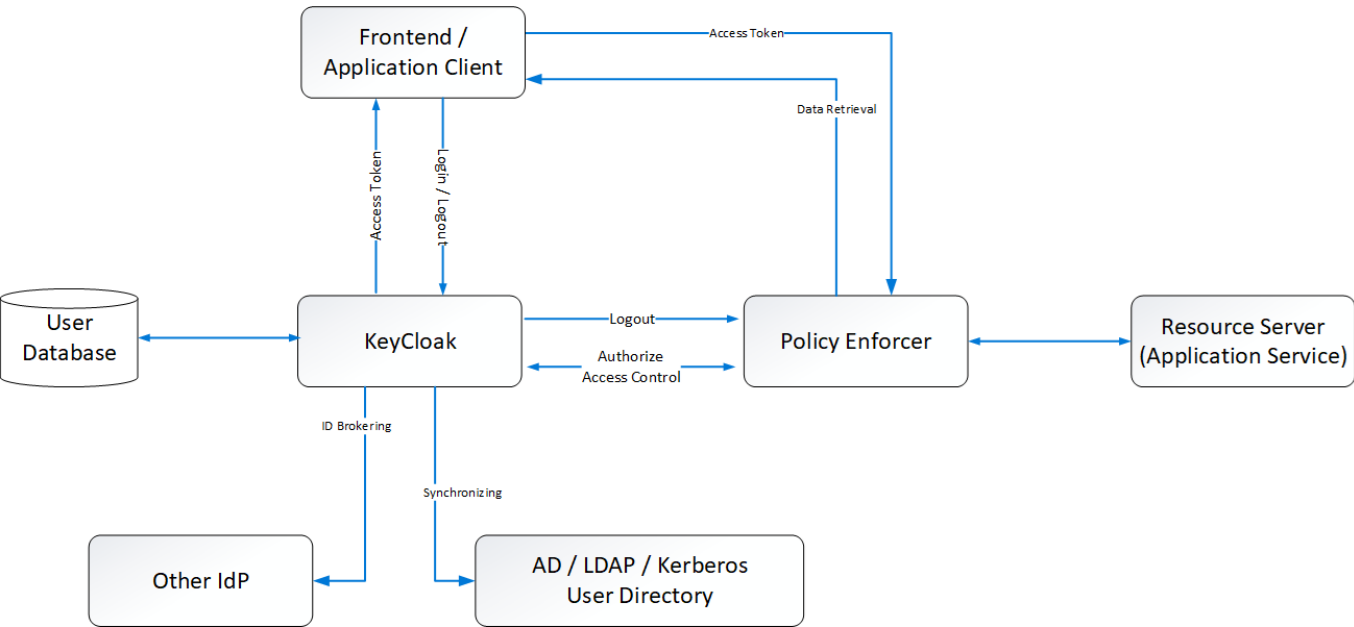 Frontend /
Application Client
Access Token
Data Retrieval
Access Token
Login / Logout
User
Database
KeyCloak
Logout
Authorize
Access Control
Policy Enforcer
Resource Server
(Application Service)
ID Brokering
Synchronizing
Other IdP
AD / LDAP / Kerberos
User Directory